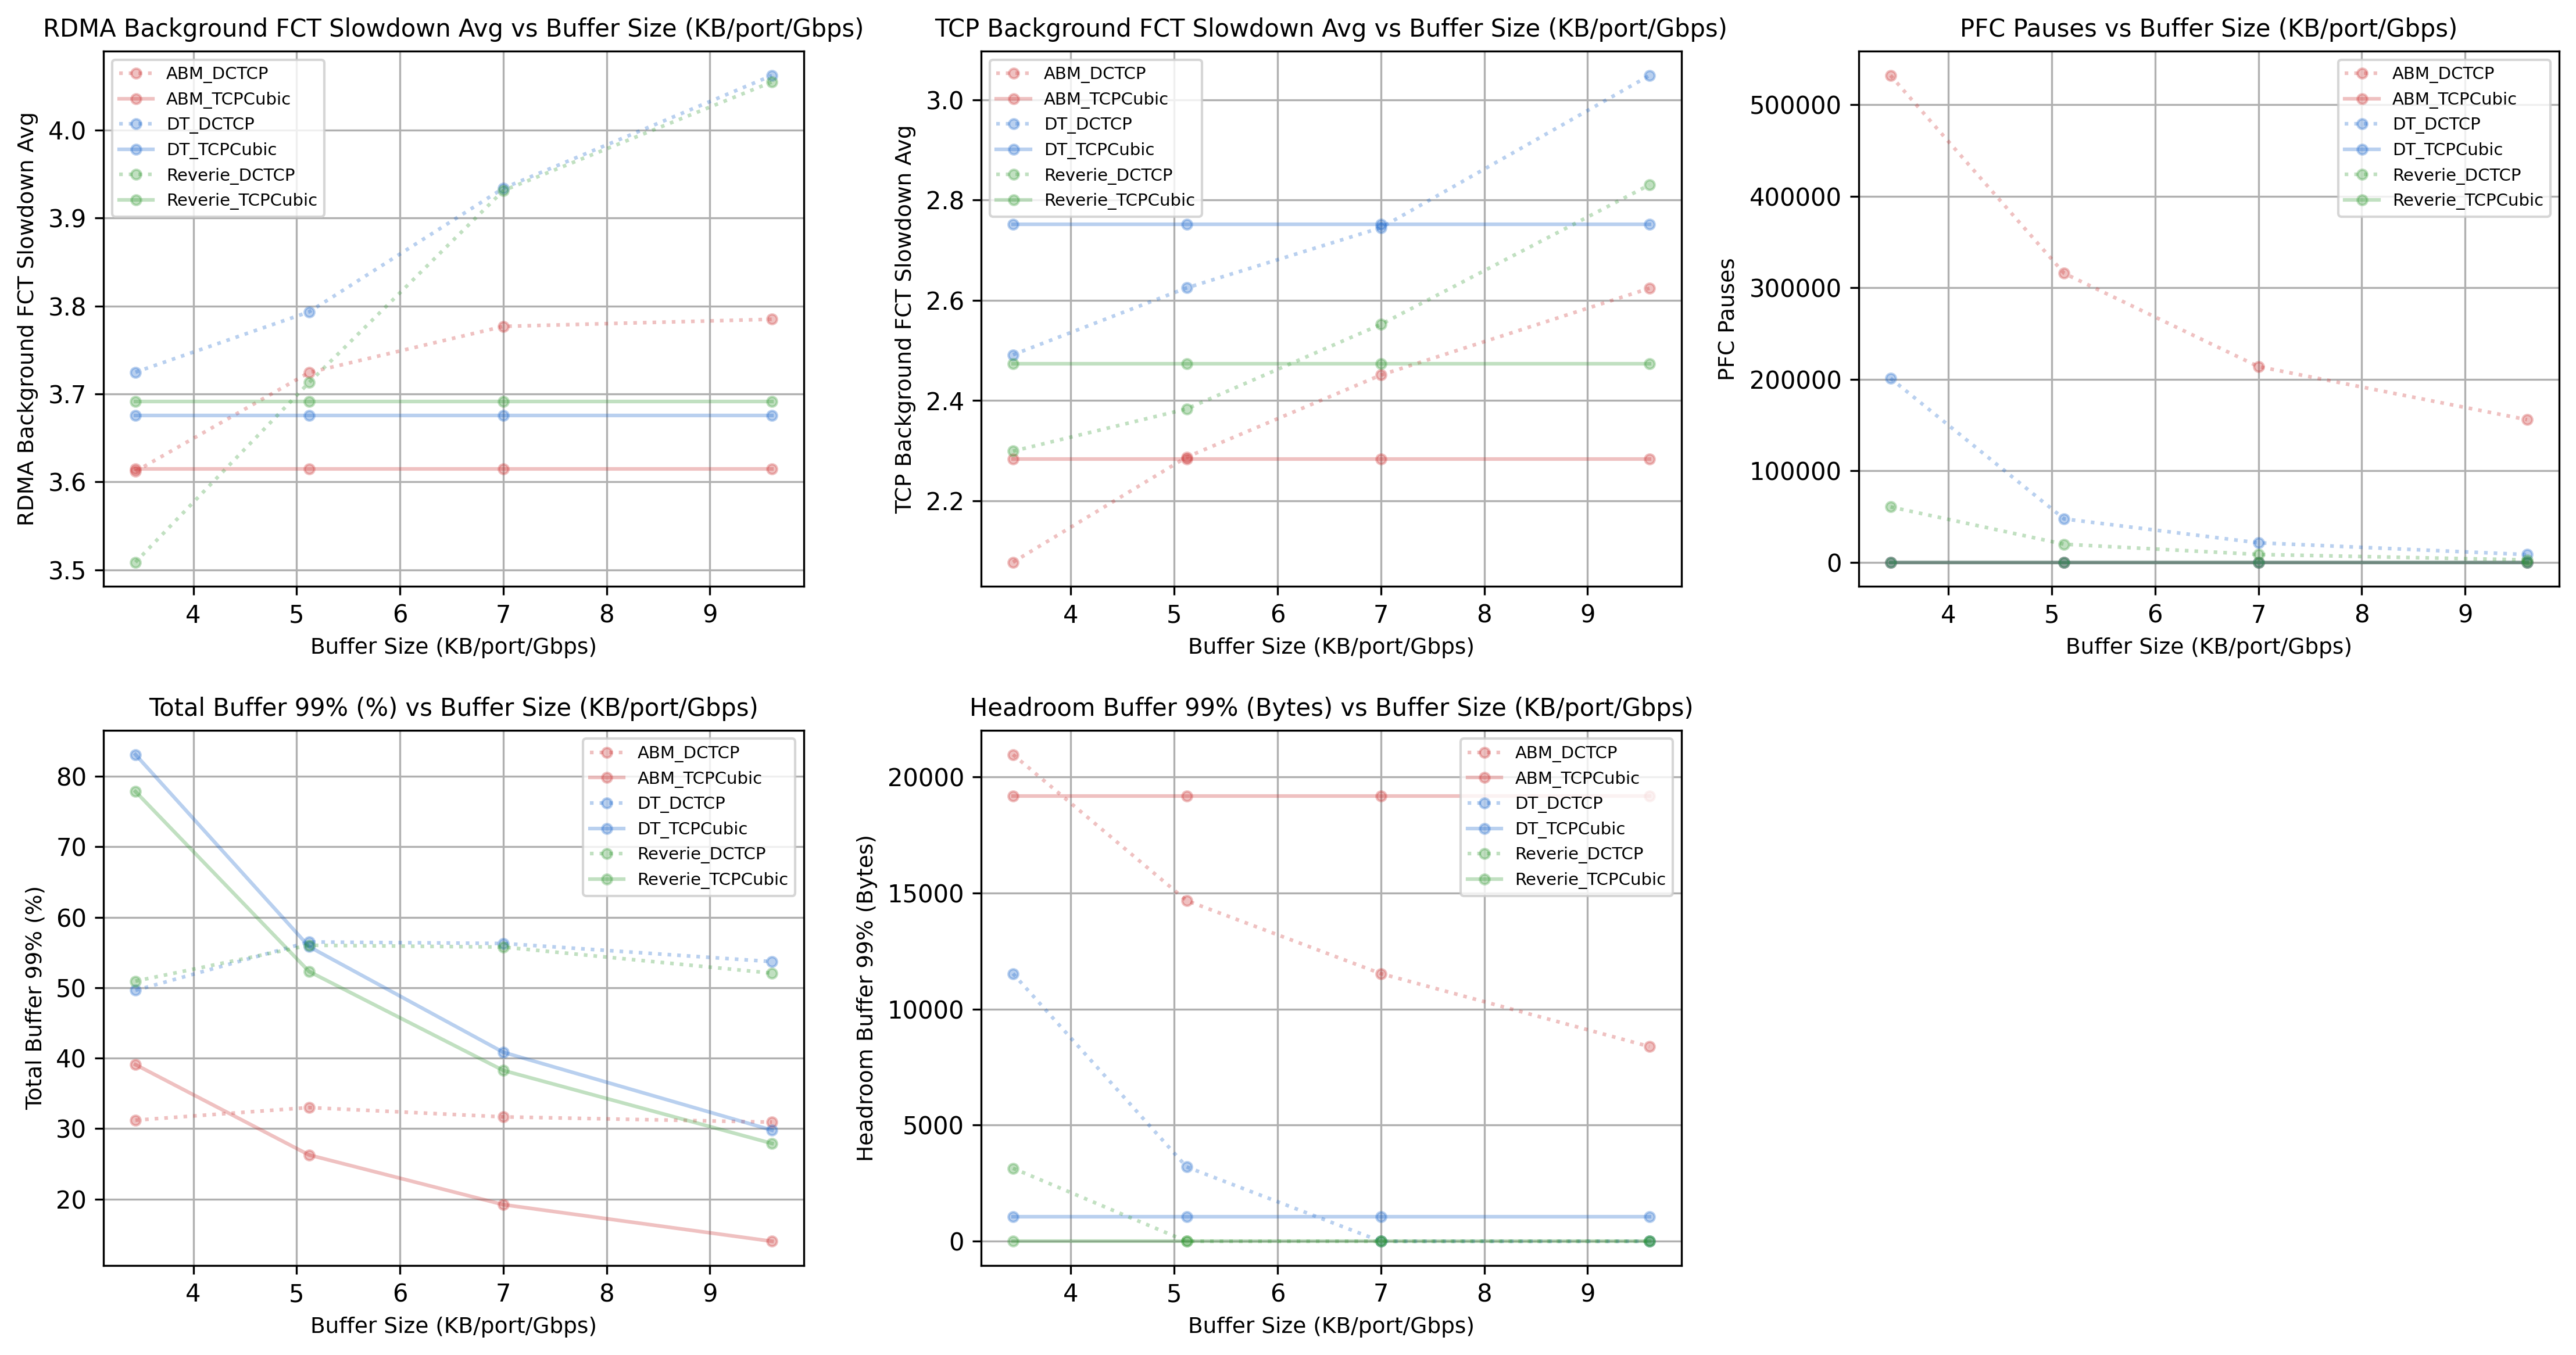 RDMA Background FCT Slowdown Avg vs Buffer Size (KB/port/Gbps)
RDMA Background FCT Slowdown Avg
4.0
3.9
3.8
3.7
3.6
3.5
ABM_DCTCP
ABM_TCPCubic
DT_DCTCP
DT_TCPCubic
Reverie_DCTCP
Reverie_TCPCubic
4 5 6 7 8 9
Buffer Size (KB/port/Gbps)
TCP Background FCT Slowdown Avg vs Buffer Size (KB/port/Gbps)
TCP Background FCT Slowdown Avg
3.0
2.8
2.6
2.4
2.2
ABM_DCTCP
ABM_TCPCubic
DT_DCTCP
DT_TCPCubic
Reverie_DCTCP
Reverie_TCPCubic
4 5 6 7 8 9
Buffer Size (KB/port/Gbps)
PFC Pauses vs Buffer Size (KB/port/Gbps)
PFC Pauses
500000
400000
300000
200000
100000
0
ABM_DCTCP
ABM_TCPCubic
DT_DCTCP
DT_TCPCubic
Reverie_DCTCP
Reverie_TCPCubic
4 5 6 7 8 9
Buffer Size (KB/port/Gbps)
Total Buffer 99% (%) vs Buffer Size (KB/port/Gbps)
Total Buffer 99% (%)
80
70
60
50
40
30
20
ABM_DCTCP
ABM_TCPCubic
DT_DCTCP
DT_TCPCubic
Reverie_DCTCP
Reverie_TCPCubic
4 5 6 7 8 9
Buffer Size (KB/port/Gbps)
Headroom Buffer 99% (Bytes) vs Buffer Size (KB/port/Gbps)
Headroom Buffer 99% (Bytes)
20000
15000
10000
5000
0
ABM_DCTCP
ABM_TCPCubic
DT_DCTCP
DT_TCPCubic
Reverie_DCTCP
Reverie_TCPCubic
4 5 6 7 8 9
Buffer Size (KB/port/Gbps)